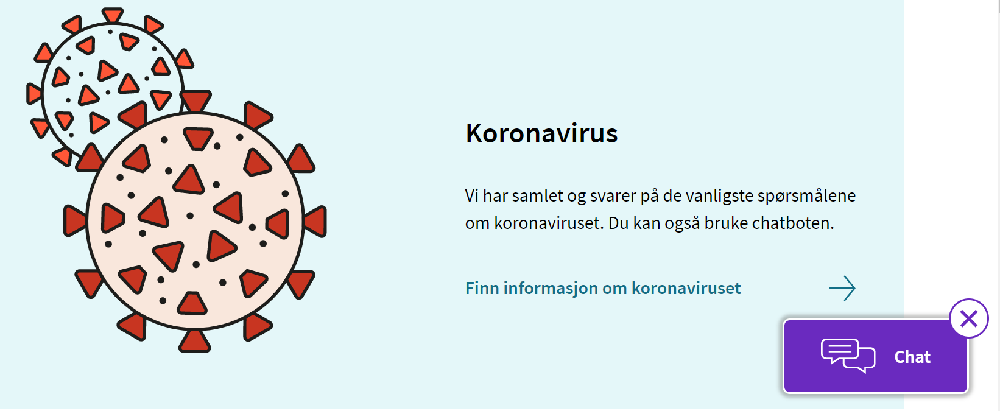 Koronavirus
Vi har samlet og svarer på de vanligste spørsmålene
om koronaviruset. Du kan også bruke chatboten.
Finn informasjon om koronaviruset
Chat